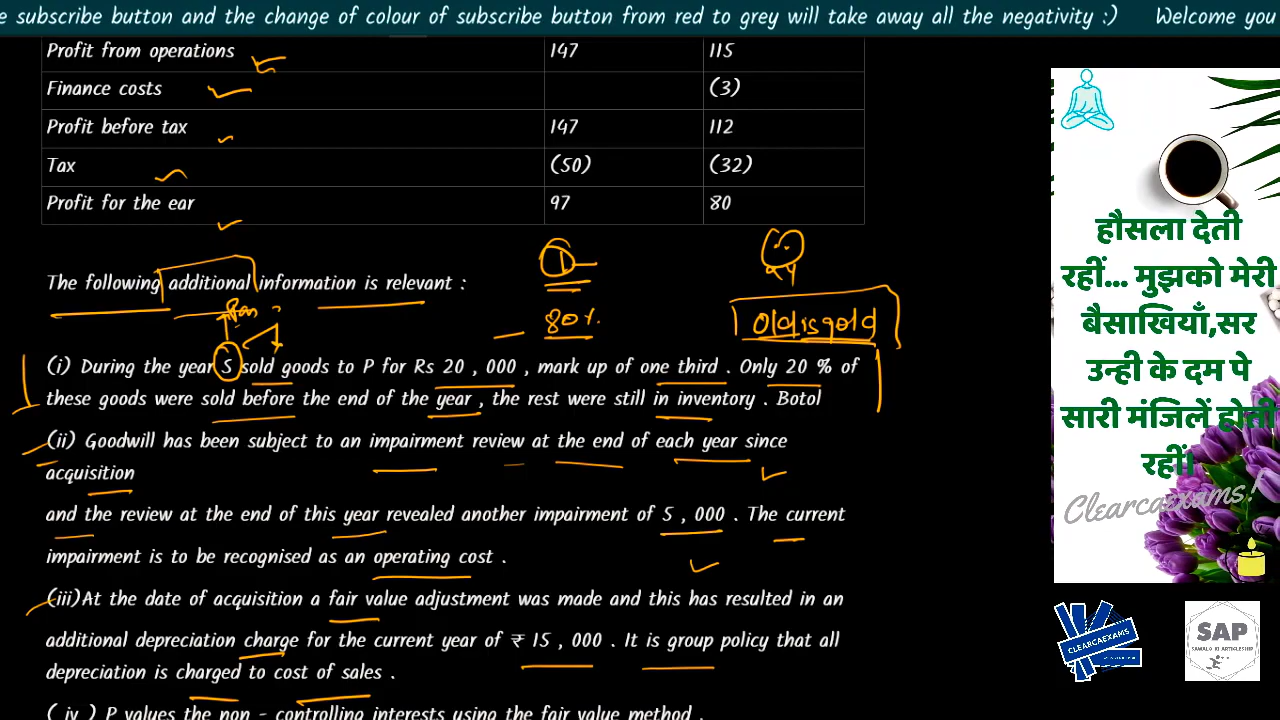 e subscribe button and the change of colour of subscribe button from red to grey will take away all the negativity :) Welcome you
Profit from operations 147 115
Finance costs (3)
Profit before tax 147 112
Tax (50) (32)
Profit for the ear 97 80
The following additional information is relevant :
80%
Old is gold
(i) During the year S sold goods to P for Rs 20 , 000 , mark up of one third . Only 20 % of
these goods were sold before the end of the year , the rest were still in inventory . Botol
(ii) Goodwill has been subject to an impairment review at the end of each year since
acquisition
and the review at the end of this year revealed another impairment of 5 , 000 . The current
impairment is to be recognised as an operating cost .
(iii)At the date of acquisition a fair value adjustment was made and this has resulted in an
additional depreciation charge for the current year of ₹ 15 , 000 . It is group policy that all
depreciation is charged to cost of sales .
( iv ) P values the non - controlling interests using the fair value method .
हौसला देती
रहीं... मुझको मेरी
बैसाखियाँ,सर
उन्ही के दम पे
सारी मंजिलें होती
रहीं।
Clearcaexams!
CLEARCAEXAMS
SAP
SAWALO KI ARTICLESHIP